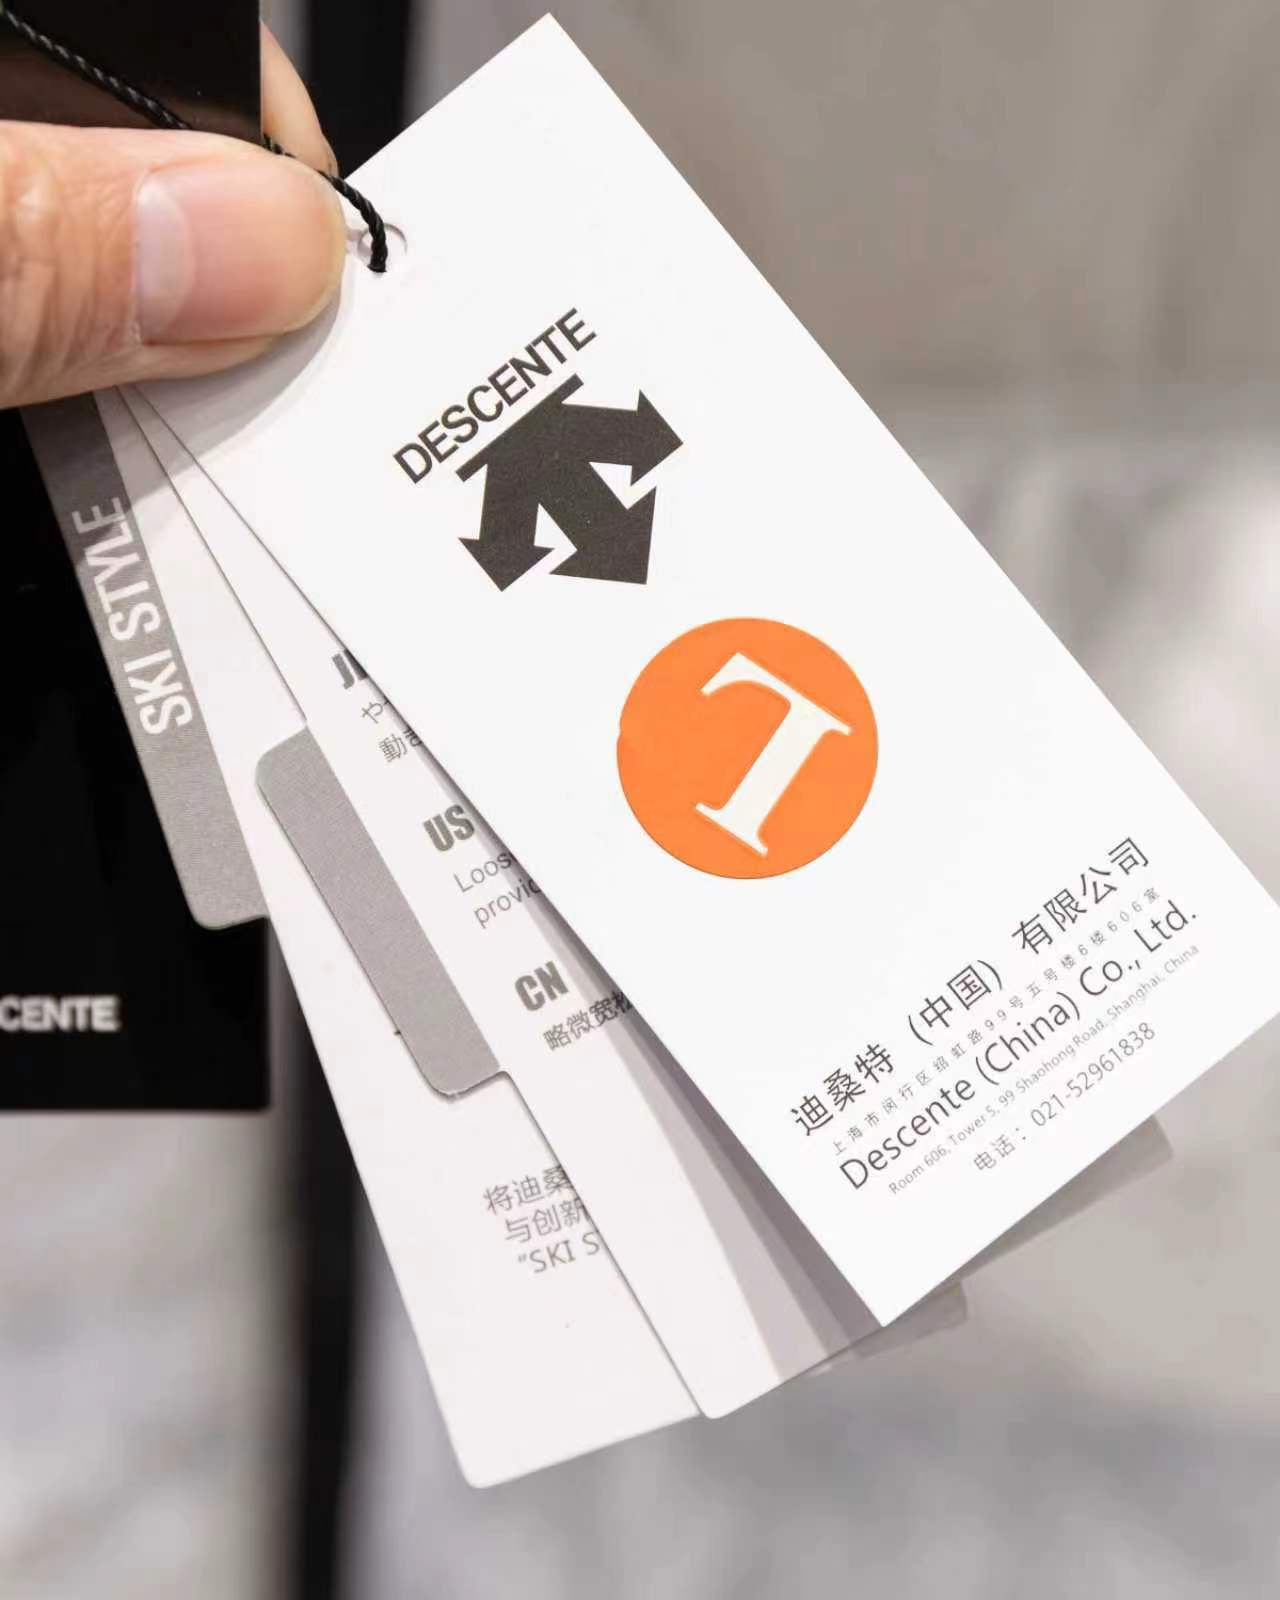 DESCENTE
L
迪桑特（中国）有限公司
上海市闵行区绍虹路99号五号楼6楼606室
Descente (China) Co., Ltd.
Room 606, Tower 5, 99 Shaohong Road, Shanghai, China
电话：021-52961838
SKI STYLE
US
Loos
provid
CN
略微宽松
将迪桑
与创新
“SKI S
CENTE